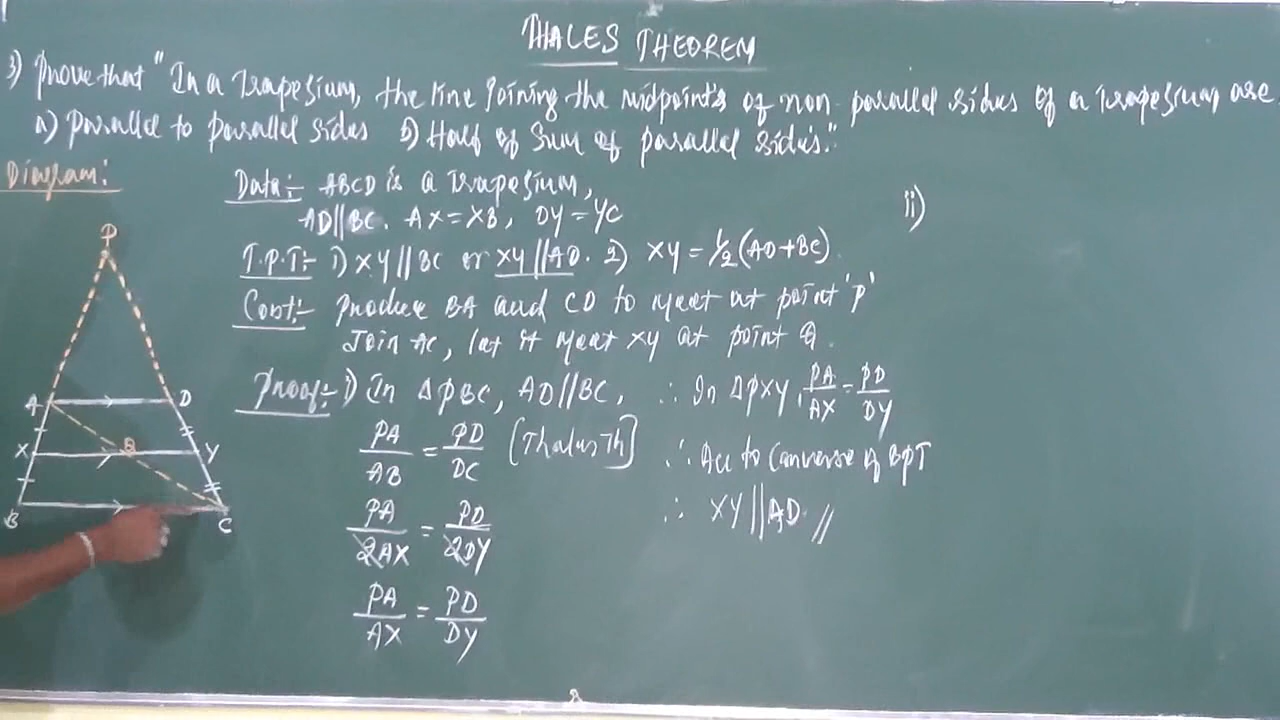 THALES THEOREM
3) Prove that "In a Trapezium, the line joining the midpoints of non-parallel sides of a Trapezium are
a) parallel to parallel sides b) Half of sum of parallel sides."
Diagram:
Data:- ABCD is a trapezium,
AD||BC. AX=XB, DY=YC
T.P.T:- 1) XY||BC or XY||AD. 2) XY=1/2(AD+BC).
Const:- Produce BA and CD to meet at point 'P'
Join AC, let it meet XY at point Q.
Proof:- 1) In ΔPBC, AD||BC,
PA/AB = PD/DC [Thales Th]
PA/2AX = PD/2DY
PA/AX = PD/DY
∴ In ΔPXY, PA/AX = PD/DY
∴ Acc to Converse of BPT
∴ XY||AD //
ii)
P
A
D
X
Q
Y
B
C